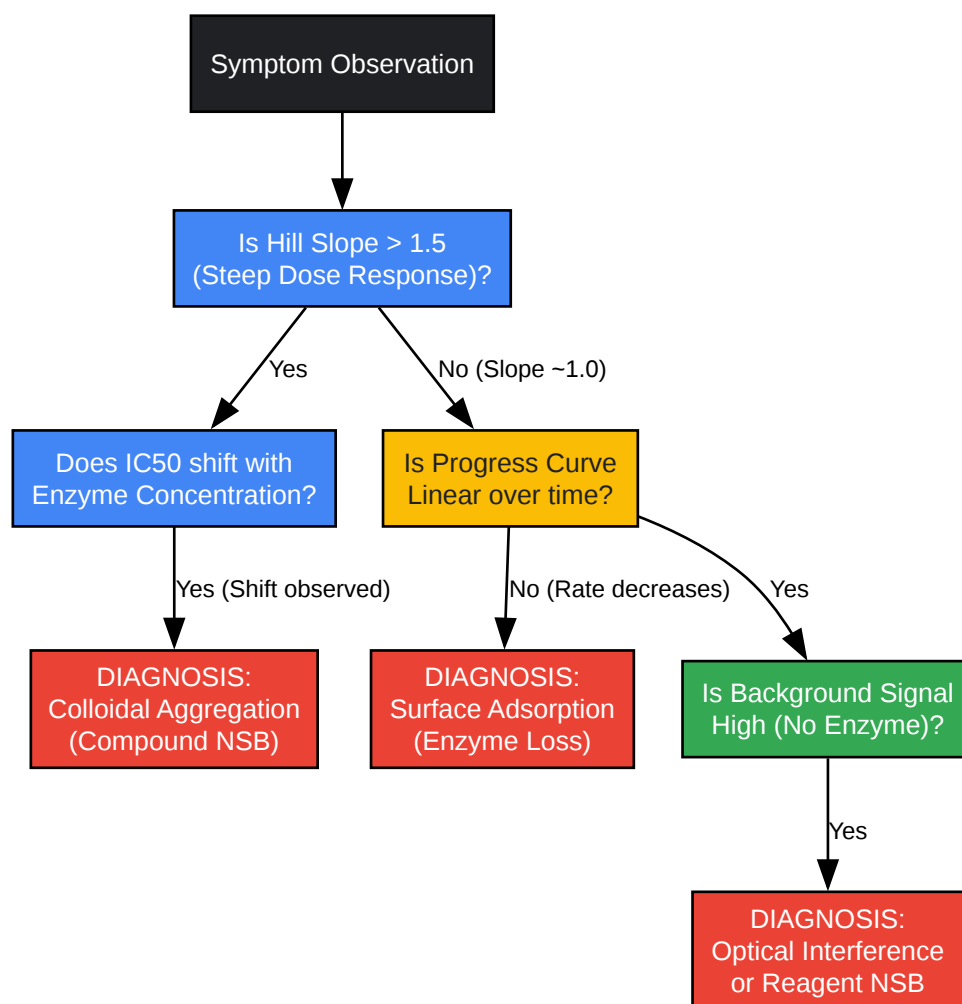 Symptom Observation
Is Hill Slope > 1.5
(Steep Dose Response)?
Yes
No (Slope ~1.0)
Does IC50 shift with
Enzyme Concentration?
Is Progress Curve
Linear over time?
Yes (Shift observed)
No (Rate decreases)
Yes
DIAGNOSIS:
Colloidal Aggregation
(Compound NSB)
DIAGNOSIS:
Surface Adsorption
(Enzyme Loss)
Is Background Signal
High (No Enzyme)?
Yes
DIAGNOSIS:
Optical Interference
or Reagent NSB